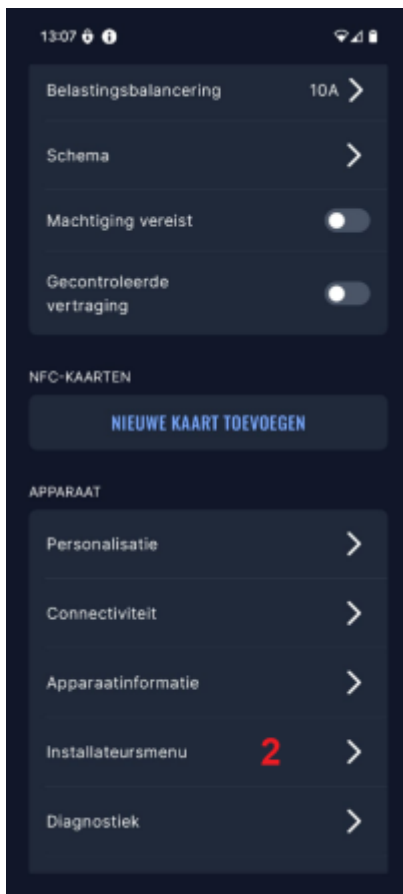 13:07
Belastingsbalancering 10A
Schema
Machtiging vereist
Gecontroleerde
vertraging
NFC-KAARTEN
NIEUWE KAART TOEVOEGEN
APPARAAT
Personalisatie
Connectiviteit
Apparaatinformatie
Installateursmenu 2
Diagnostiek